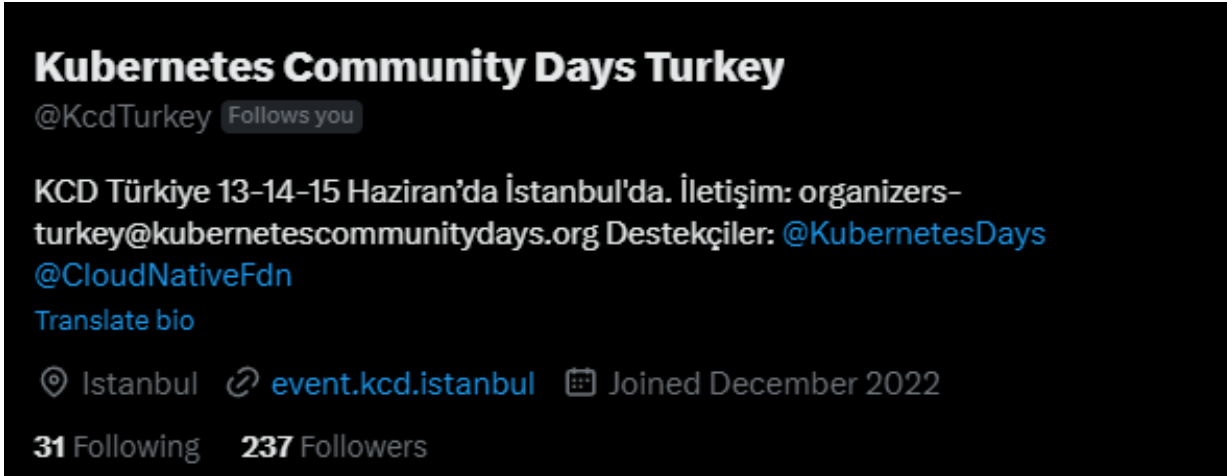 Kubernetes Community Days Turkey
@KcdTurkey Follows you
KCD Türkiye 13-14-15 Haziran’da İstanbul'da. İletişim: organizers-
turkey@kubernetescommunitydays.org Destekçiler: @KubernetesDays
@CloudNativeFdn
Translate bio
Istanbul event.kcd.istanbul Joined December 2022
31 Following 237 Followers